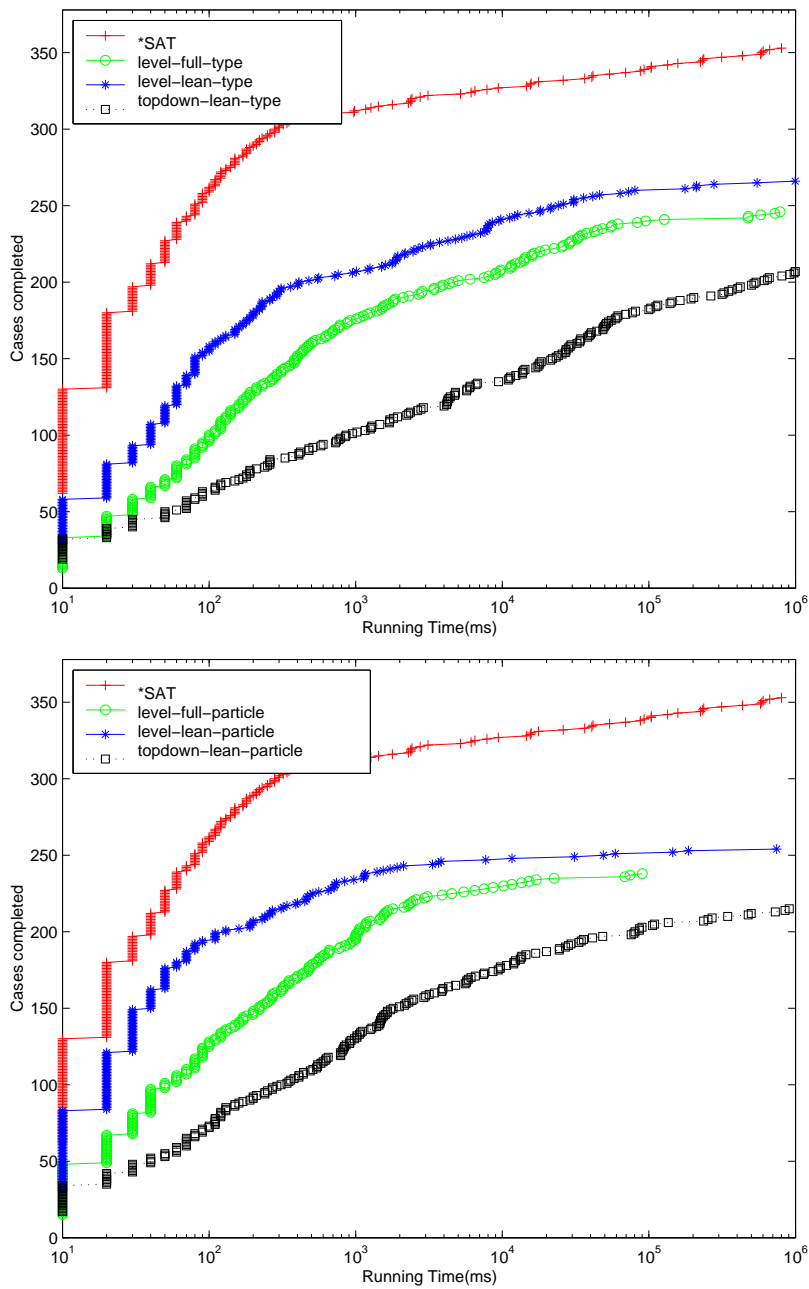 350
300
250
200
150
100
50
0
Cases completed
*SAT
level−full−type
level−lean−type
topdown−lean−type
10^1 10^2 10^3 10^4 10^5 10^6
Running Time(ms)
350
300
250
200
150
100
50
0
Cases completed
*SAT
level−full−particle
level−lean−particle
topdown−lean−particle
10^1 10^2 10^3 10^4 10^5 10^6
Running Time(ms)